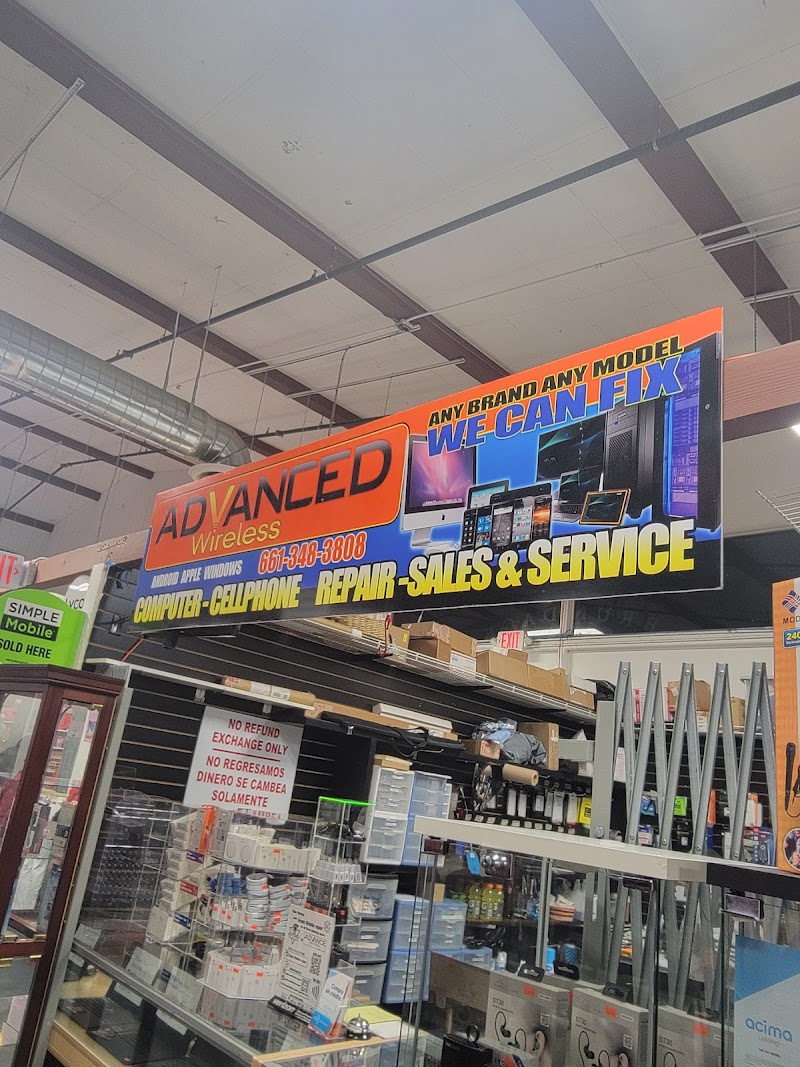 ANY BRAND ANY MODEL
WE CAN FIX
ADVANCED
Wireless
ANDROID APPLE WINDOWS 661-348-3808
COMPUTER-CELLPHONE REPAIR-SALES & SERVICE
SIMPLE
Mobile
SOLD HERE
EXIT
NO REFUND
EXCHANGE ONLY
NO REGRESAMOS
DINERO SE CAMBEA
SOLAMENTE
acima